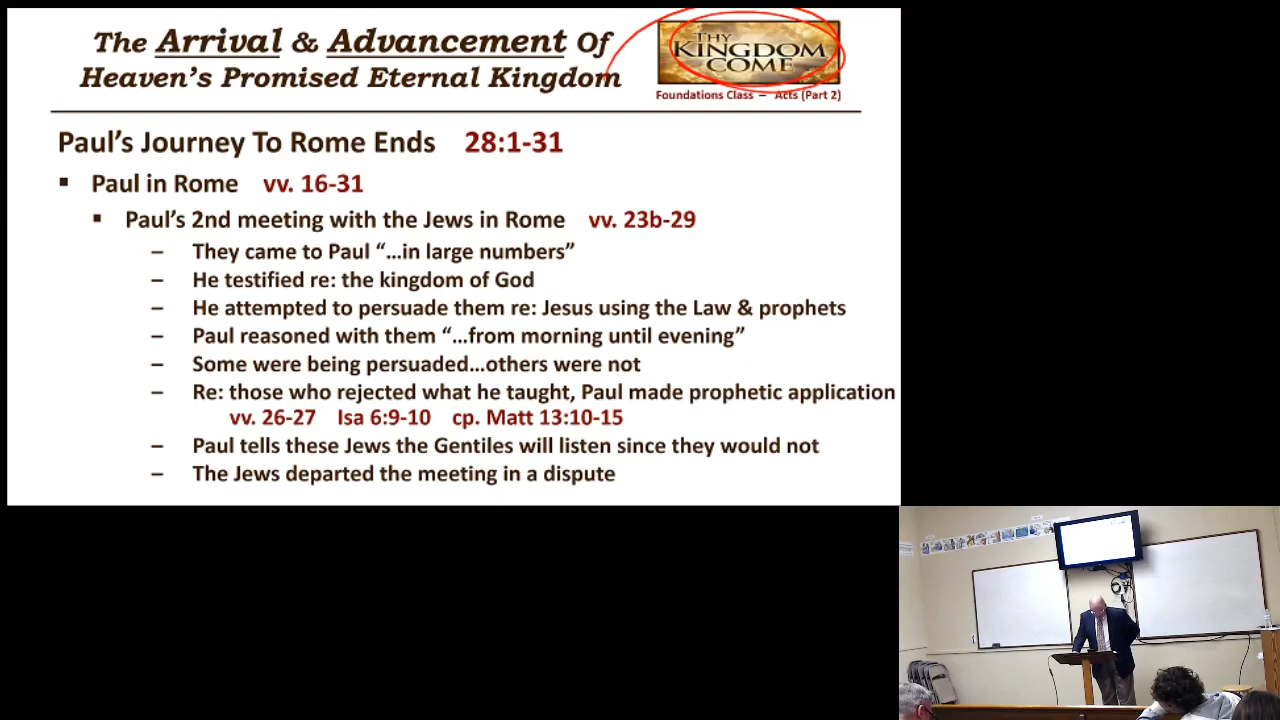 The Arrival & Advancement Of
Heaven's Promised Eternal Kingdom
THY
KINGDOM
COME
Foundations Class – Acts (Part 2)
Paul's Journey To Rome Ends 28:1-31
▪ Paul in Rome vv. 16-31
▪ Paul's 2nd meeting with the Jews in Rome vv. 23b-29
– They came to Paul “…in large numbers”
– He testified re: the kingdom of God
– He attempted to persuade them re: Jesus using the Law & prophets
– Paul reasoned with them “…from morning until evening”
– Some were being persuaded…others were not
– Re: those who rejected what he taught, Paul made prophetic application
vv. 26-27 Isa 6:9-10 cp. Matt 13:10-15
– Paul tells these Jews the Gentiles will listen since they would not
– The Jews departed the meeting in a dispute